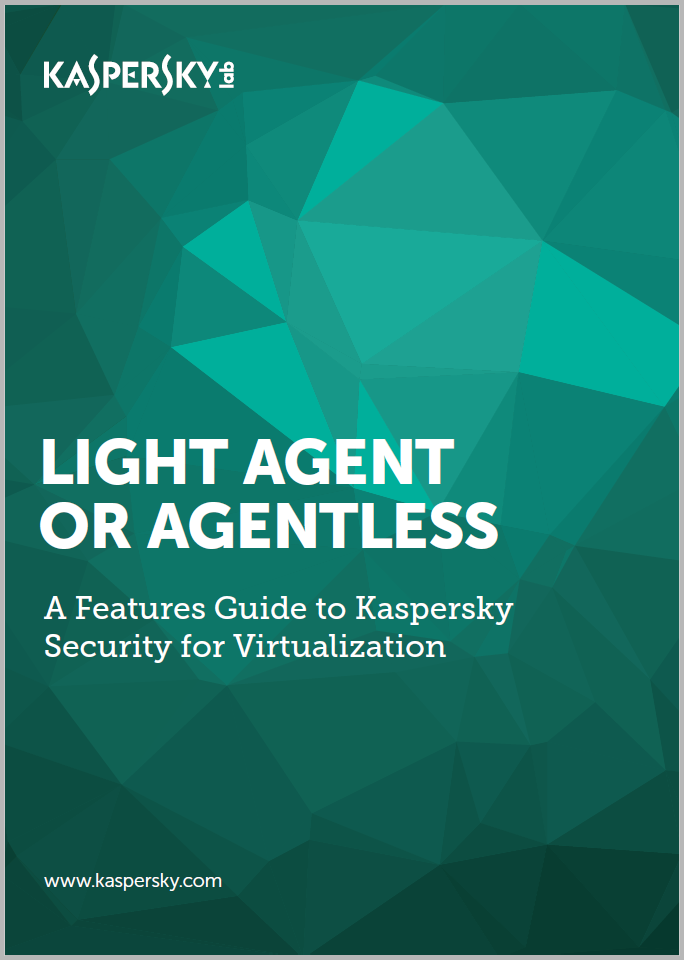 KASPERSKY lab
LIGHT AGENT
OR AGENTLESS
A Features Guide to Kaspersky
Security for Virtualization
www.kaspersky.com